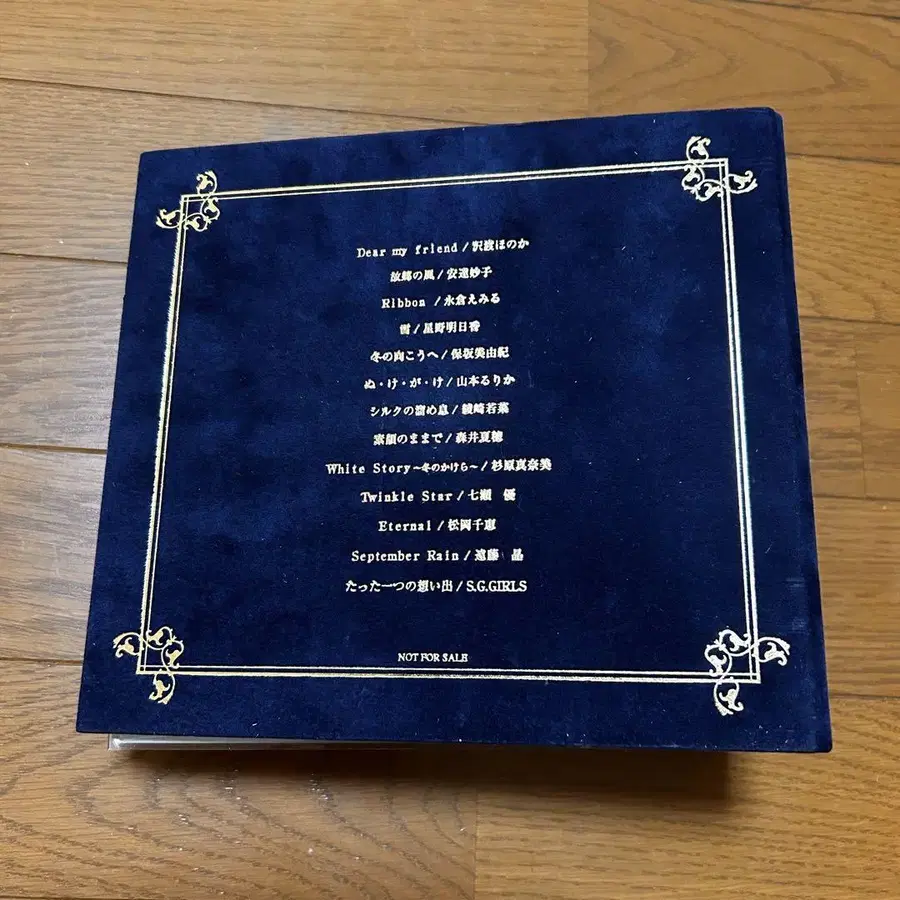 Dear my friend / 沢渡ほのか
故郷の風 / 安達妙子
Ribbon / 永倉えみる
雪 / 星野明日香
冬の向こうへ / 保坂美由紀
ぬ・け・が・け / 山本るりか
シルクの溜め息 / 綾崎若菜
素顔のままで / 森井夏穂
White Story~冬のかけら~ / 杉原真奈美
Twinkle Star / 七瀬 優
Eternal / 松岡千恵
September Rain / 遠藤 晶
たった一つの想い出 / S.G.GIRLS
NOT FOR SALE